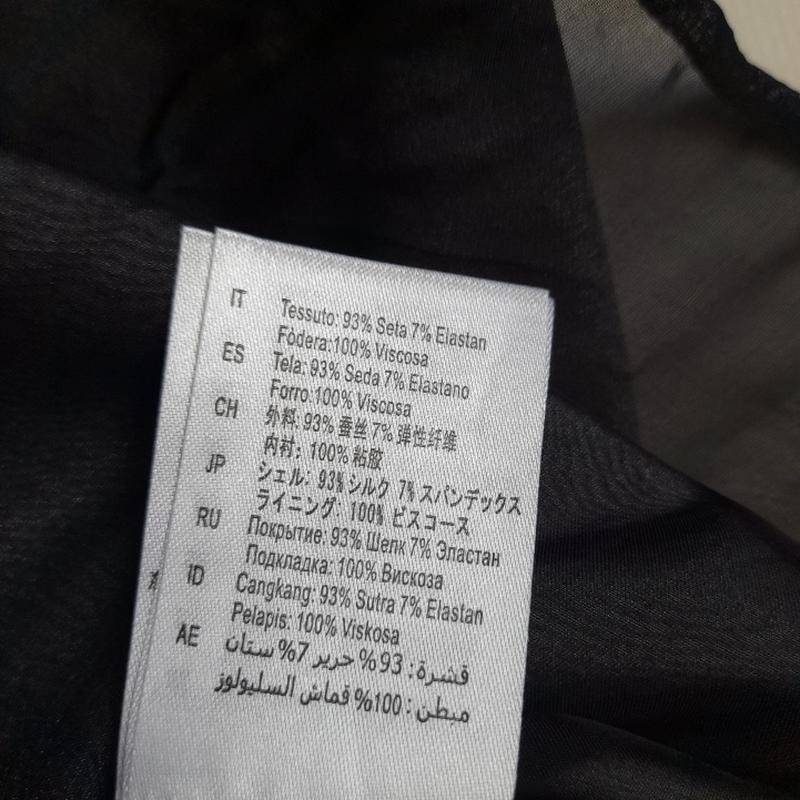 IT Tessuto: 93% Seta 7% Elastan
Fòdera:100% Viscosa
ES Tela: 93% Seda 7% Elastano
Forro:100% Viscosa
CH 外料: 93% 蚕丝 7% 弹性纤维
内衬: 100% 粘胶
JP シェル: 93% シルク 7% スパンデックス
ライニング: 100% ビスコース
RU Покрытие: 93% Шелк 7% Эластан
Подкладка: 100% Вискоза
ID Cangkang: 93% Sutra 7% Elastan
Pelapis: 100% Viskosa
AE قشرة: 93% حرير 7% ستان
مبطن: 100% قماش السليولوز